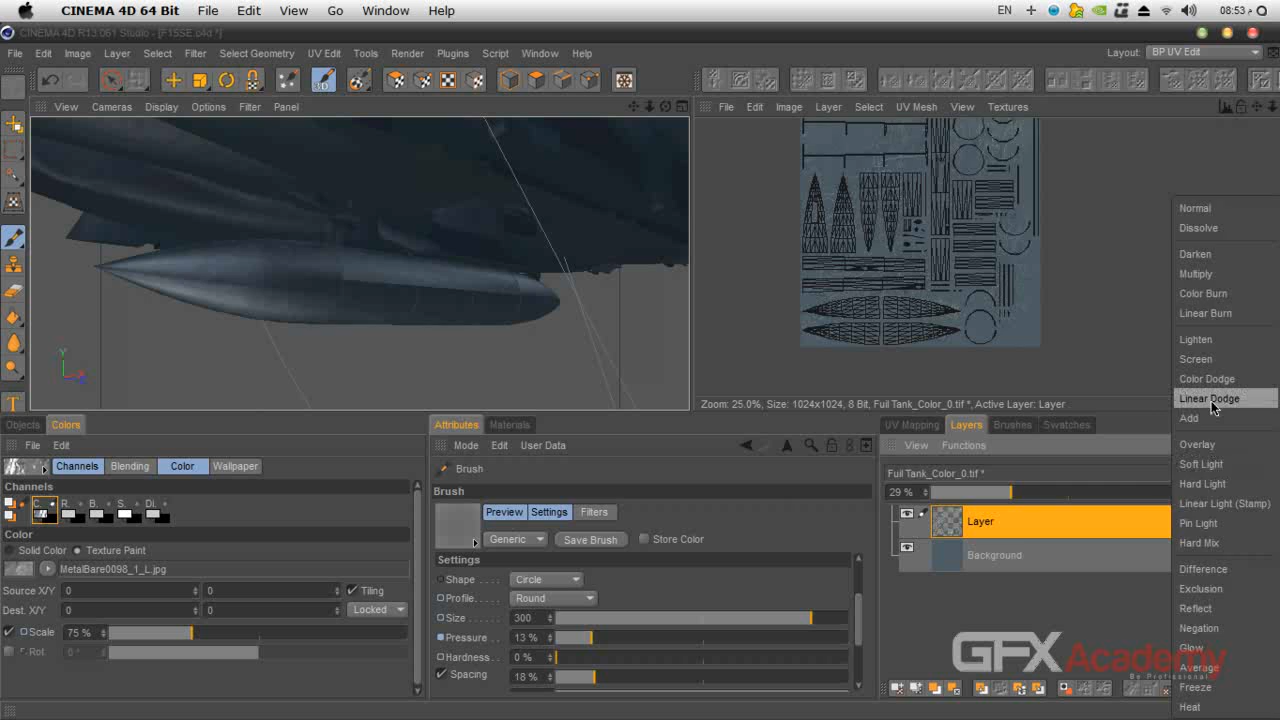 CINEMA 4D 64 Bit File Edit View Go Window Help EN 08:53 م
CINEMA 4D R13.061 Studio - [F15SE.c4d *]
File Edit Image Layer Select Filter Select Geometry UV Edit Tools Render Plugins Script Window Help Layout: BP UV Edit
3D
View Cameras Display Options Filter Panel
File Edit Image Layer Select UV Mesh View Textures
Normal
Dissolve
Darken
Multiply
Color Burn
Linear Burn
Lighten
Screen
Color Dodge
Linear Dodge
Add
Overlay
Soft Light
Hard Light
Linear Light (Stamp)
Pin Light
Hard Mix
Difference
Exclusion
Reflect
Negation
Glow
Average
Freeze
Heat
Y
Zoom: 25.0%, Size: 1024x1024, 8 Bit, Full Tank_Color_0.tif *, Active Layer: Layer
Objects Colors
File Edit
Channels Blending Color Wallpaper
Channels
C. R. B. S. Di.
Color
Solid Color Texture Paint
MetalBare0098_1_L.jpg
Source X/Y 0 0 Tiling
Dest. X/Y 0 0 Locked
Scale 75 %
Rot. 0 °
Attributes Materials
Mode Edit User Data
Brush
Brush
Preview Settings Filters
Generic Save Brush Store Color
Settings
Shape . . . . Circle
Profile. . . . . Round
Size 300
Pressure. . 13 %
Hardness. . 0 %
Spacing 18 %
UV Mapping Layers Brushes Swatches
View Functions
Full Tank_Color_0.tif *
29 %
Layer
Background
GFX Academy
Be Professional